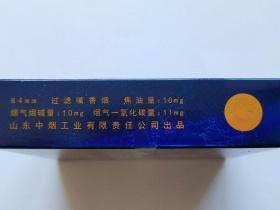 84mm 过滤嘴香烟 焦油量:10mg
烟气烟碱量:1.0mg 烟气一氧化碳量:11mg
山东中烟工业有限责任公司出品